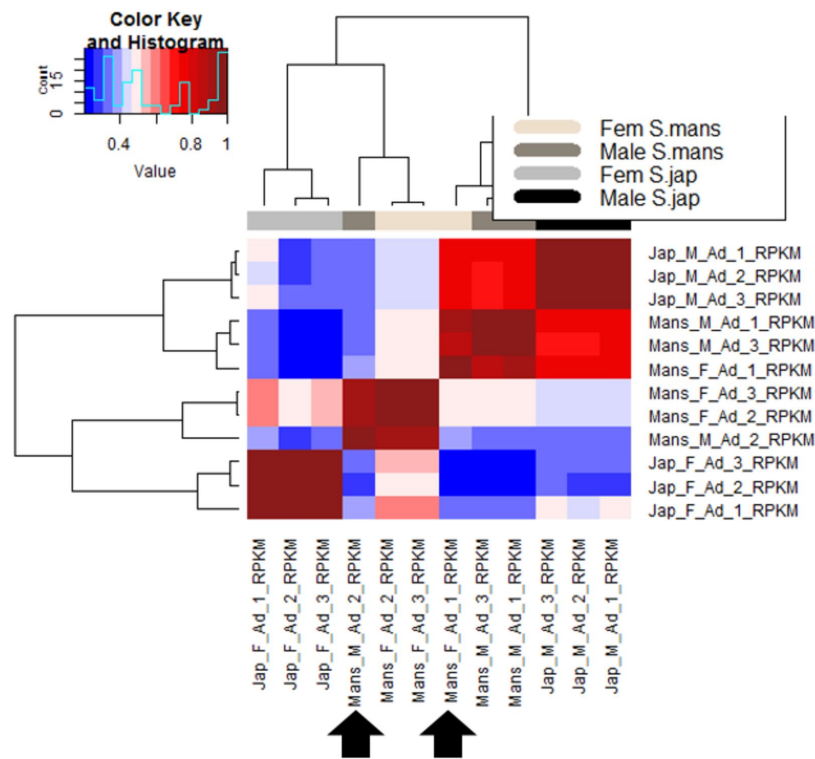 Color Key
and Histogram
Count
0
15
0.4
0.8
1
Value
Fem S.mans
Male S.mans
Fem S.jap
Male S.jap
Jap_M_Ad_1_RPKM
Jap_M_Ad_2_RPKM
Jap_M_Ad_3_RPKM
Mans_M_Ad_1_RPKM
Mans_M_Ad_3_RPKM
Mans_F_Ad_1_RPKM
Mans_F_Ad_3_RPKM
Mans_F_Ad_2_RPKM
Mans_M_Ad_2_RPKM
Jap_F_Ad_3_RPKM
Jap_F_Ad_2_RPKM
Jap_F_Ad_1_RPKM
Jap_F_Ad_1_RPKM
Jap_F_Ad_2_RPKM
Jap_F_Ad_3_RPKM
Mans_M_Ad_2_RPKM
Mans_F_Ad_2_RPKM
Mans_F_Ad_3_RPKM
Mans_F_Ad_1_RPKM
Mans_M_Ad_3_RPKM
Mans_M_Ad_1_RPKM
Jap_M_Ad_3_RPKM
Jap_M_Ad_2_RPKM
Jap_M_Ad_1_RPKM